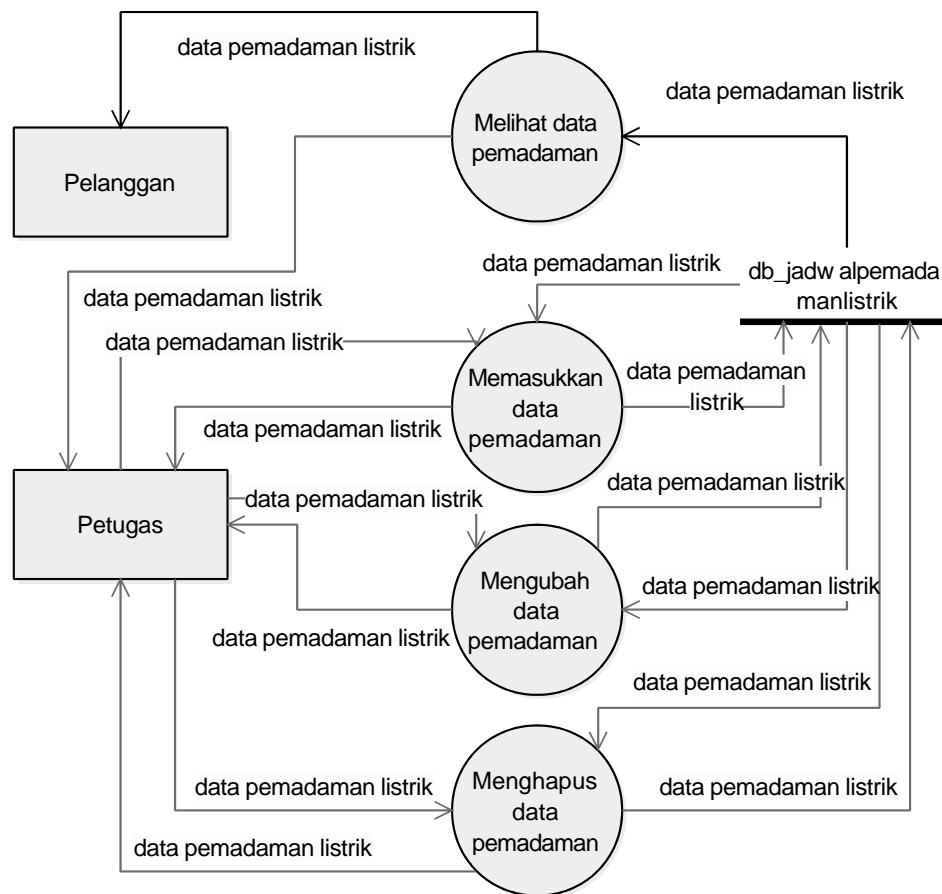 data pemadaman listrik
data pemadaman listrik
Melihat data
pemadaman
Pelanggan
data pemadaman listrik
db_jadw alpemada
manlistrik
data pemadaman listrik
data pemadaman listrik
Memasukkan
data
pemadaman
data pemadaman
listrik
data pemadaman listrik
data pemadaman listrik
data pemadaman listrik
Petugas
Mengubah
data
pemadaman
data pemadaman listrik
data pemadaman listrik
data pemadaman listrik
data pemadaman listrik
Menghapus
data
pemadaman
data pemadaman listrik
data pemadaman listrik